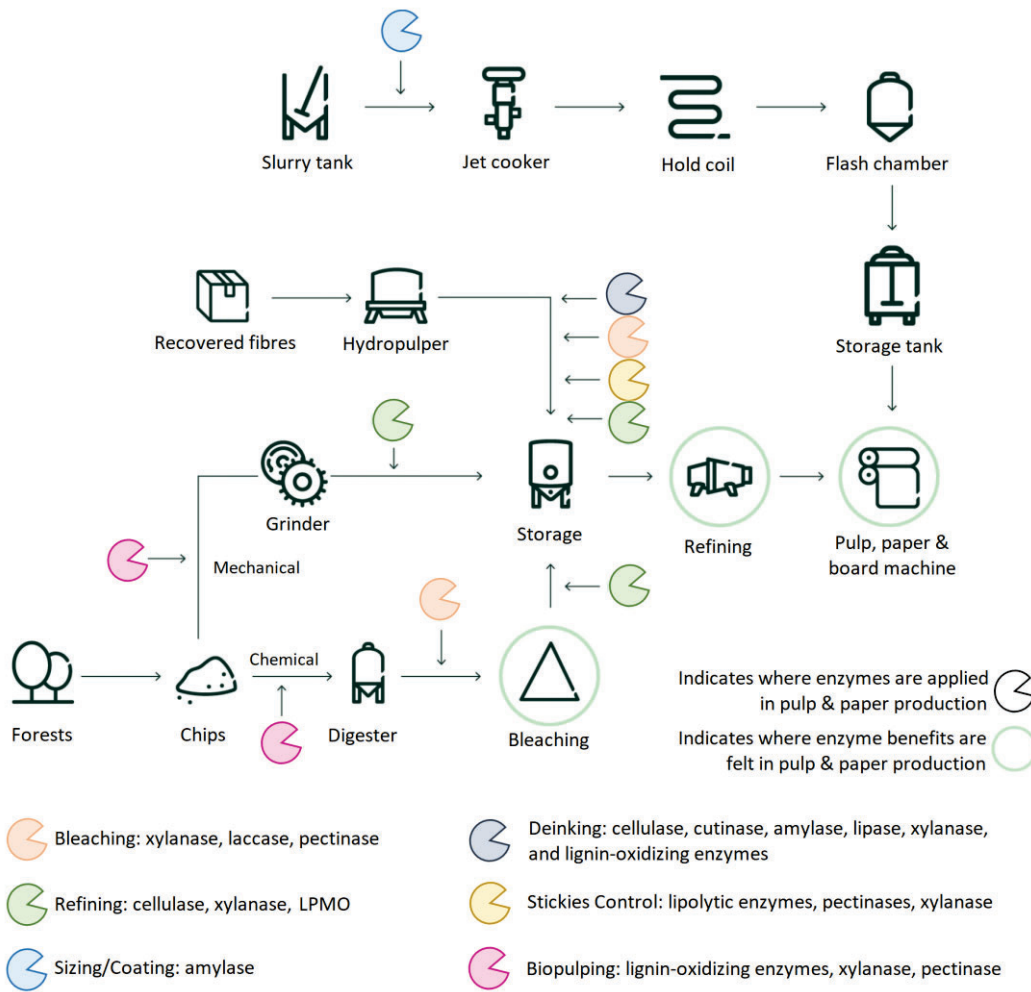 Slurry tank
Jet cooker
Hold coil
Flash chamber
Recovered fibres
Hydropulper
Storage tank
Grinder
Storage
Refining
Pulp, paper &
board machine
Mechanical
Chemical
Forests
Chips
Digester
Bleaching
Indicates where enzymes are applied
in pulp & paper production
Indicates where enzyme benefits are
felt in pulp & paper production
Bleaching: xylanase, laccase, pectinase
Deinking: cellulase, cutinase, amylase, lipase, xylanase,
and lignin-oxidizing enzymes
Refining: cellulase, xylanase, LPMO
Stickies Control: lipolytic enzymes, pectinases, xylanase
Sizing/Coating: amylase
Biopulping: lignin-oxidizing enzymes, xylanase, pectinase